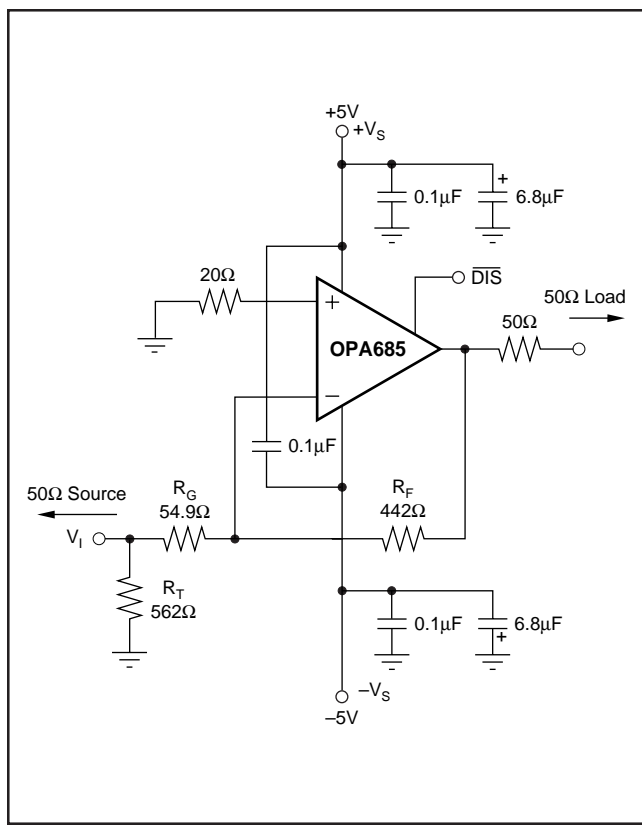 +5V
+V_S
0.1µF
6.8µF
+
20Ω
DIS
50Ω Load
50Ω
+
OPA685
−
0.1µF
50Ω Source
R_G
54.9Ω
R_F
442Ω
V_I
R_T
562Ω
0.1µF
6.8µF
+
–V_S
–5V